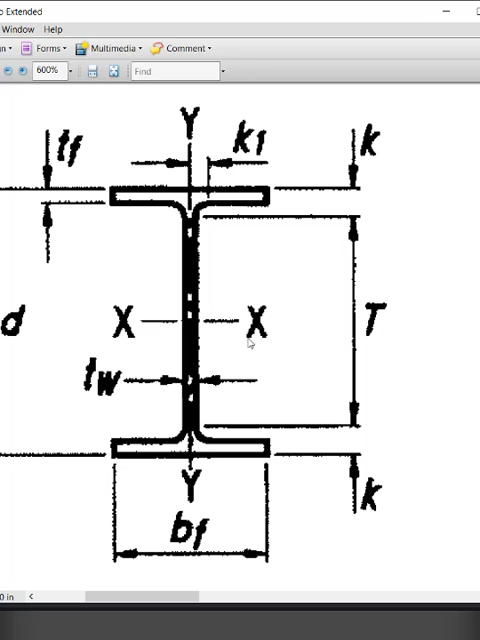 o Extended
Window Help
n Forms Multimedia Comment
600% Find
Y
tf
k1
k
d
X X
T
tw
Y
k
bf
0 in